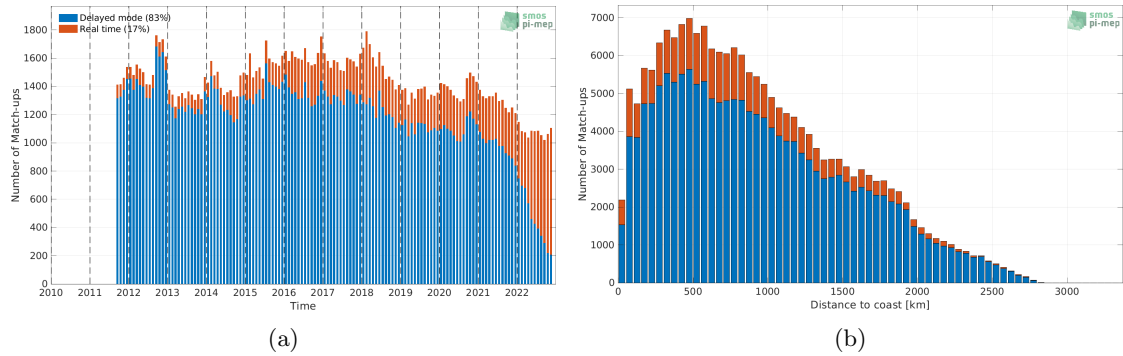 Delayed mode (83%)
Real time (17%)
smos
pi-mep
1800
1600
1400
1200
1000
800
600
400
200
0
Number of Match-ups
2010 2011 2012 2013 2014 2015 2016 2017 2018 2019 2020 2021 2022
Time
(a)
smos
pi-mep
7000
6000
5000
4000
3000
2000
1000
0
Number of Match-ups
0 500 1000 1500 2000 2500 3000
Distance to coast [km]
(b)